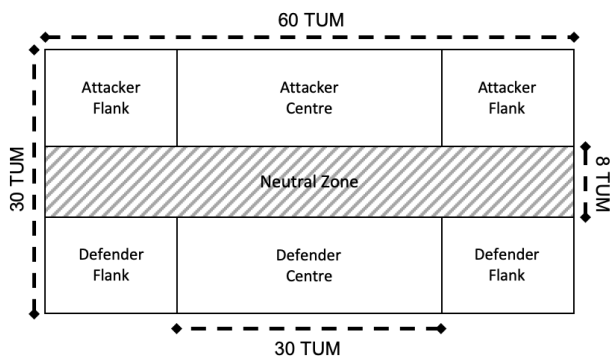 60 TUM
Attacker
Flank
Attacker
Centre
Attacker
Flank
30 TUM
Neutral Zone
8 TUM
Defender
Flank
Defender
Centre
Defender
Flank
30 TUM